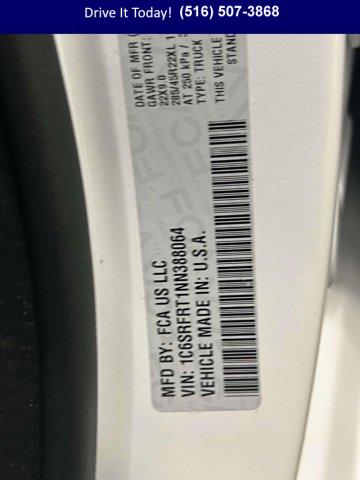 Drive It Today! (516) 507-3868
DATE OF MFR
GAWR FRONT:
22X9.0
285/45R22XL
AT 250 kPa /
TYPE: TRUCK
THIS VEHICLE
STAND
MFD BY: FCA US LLC
VIN: 1C6SRFRT1NN388064
VEHICLE MADE IN: U.S.A.